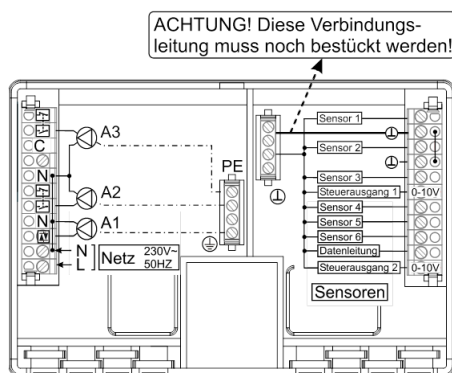 ACHTUNG! Diese Verbindungs-
leitung muss noch bestückt werden!
A3
C
N
A2
N
A1
N
L
Netz 230V~
50HZ
PE
Sensor 1
Sensor 2
Sensor 3
Steuerausgang 1
0-10V
Sensor 4
Sensor 5
Sensor 6
Datenleitung
Steuerausgang 2
0-10V
Sensoren